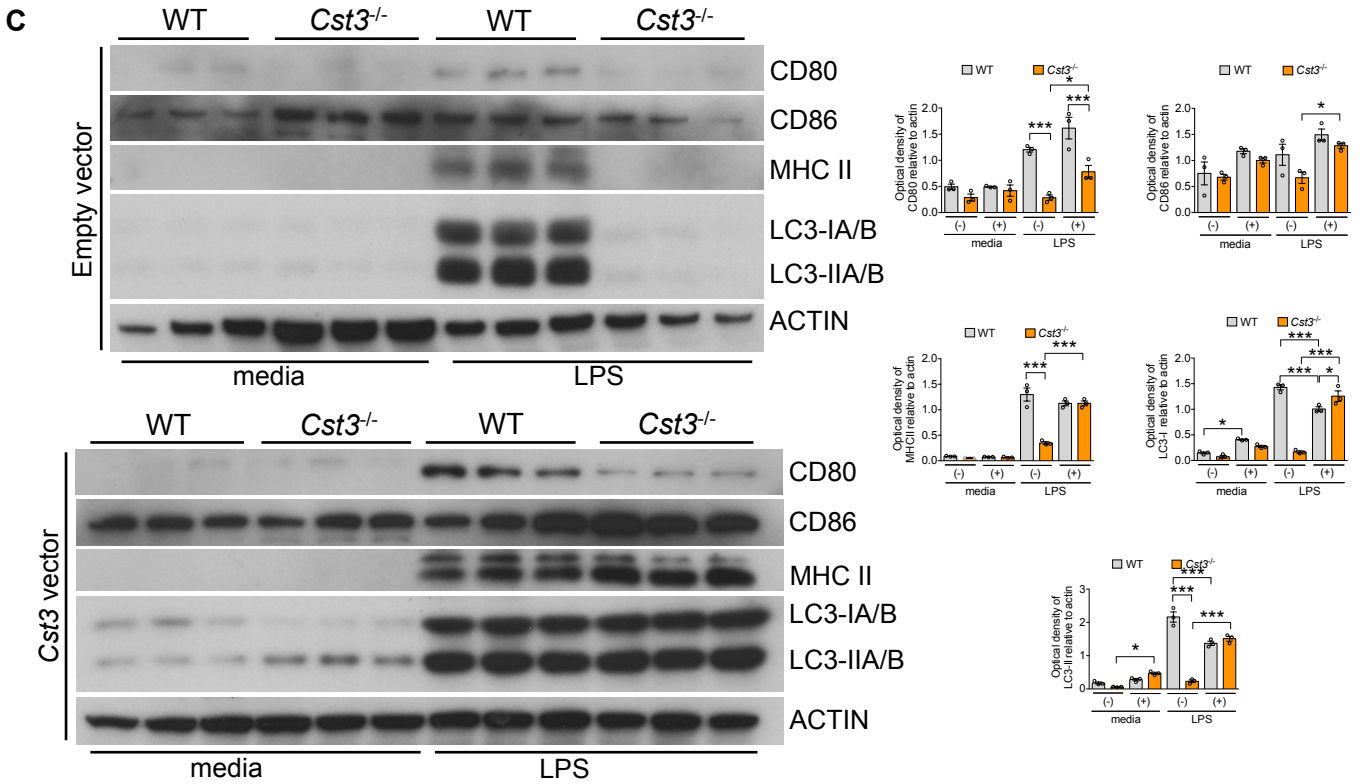 C
WT Cst3-/- WT Cst3-/-
Empty vector
CD80
CD86
MHC II
LC3-IA/B
LC3-IIA/B
ACTIN
media LPS
WT Cst3-/- WT Cst3-/-
Cst3 vector
CD80
CD86
MHC II
LC3-IA/B
LC3-IIA/B
ACTIN
media LPS
WT Cst3-/-
Optical density of
CD80 relative to actin
2.0
1.5
1.0
0.5
0.0
*
***
***
(-) (+) (-) (+)
media LPS
WT Cst3-/-
Optical density of
CD86 relative to actin
2.0
1.5
1.0
0.5
0.0
*
(-) (+) (-) (+)
media LPS
WT Cst3-/-
Optical density of
MHCII relative to actin
2.0
1.5
1.0
0.5
0.0
***
***
(-) (+) (-) (+)
media LPS
WT Cst3-/-
Optical density of
LC3-I relative to actin
2.0
1.5
1.0
0.5
0.0
***
***
*** *
*
(-) (+) (-) (+)
media LPS
WT Cst3-/-
Optical density of
LC3-II relative to actin
3
2
1
0
***
***
***
*
(-) (+) (-) (+)
media LPS